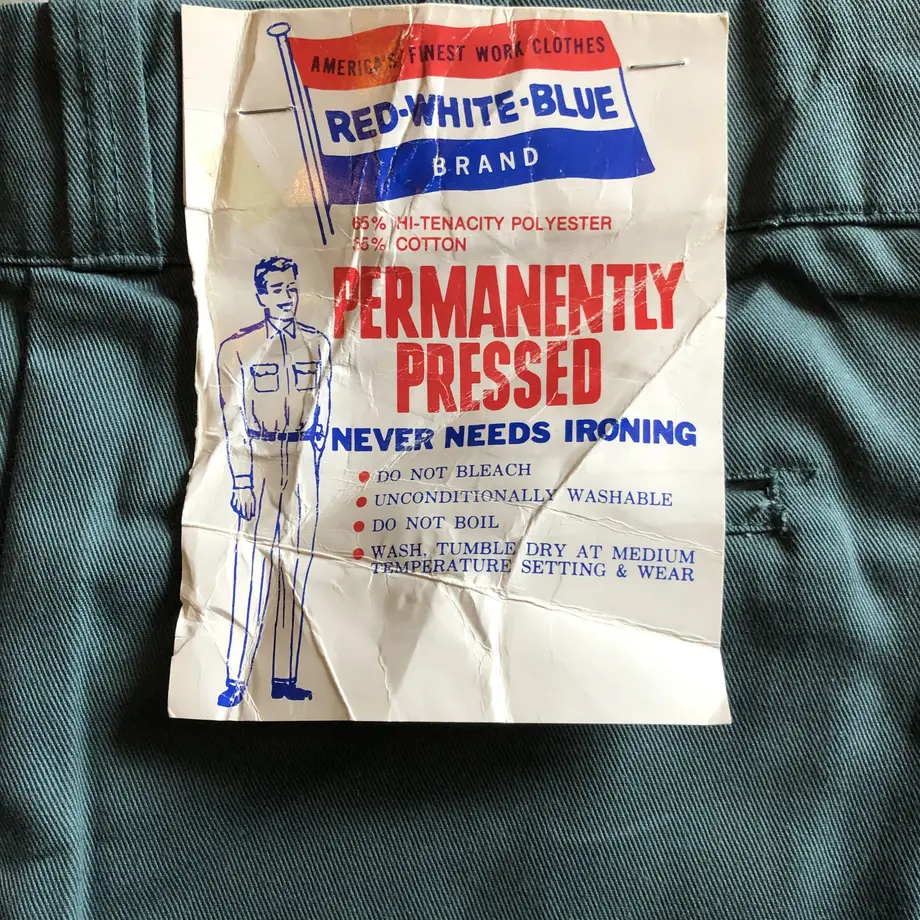 AMERICA'S FINEST WORK CLOTHES
RED-WHITE-BLUE
BRAND
65% HI-TENACITY POLYESTER
35% COTTON
PERMANENTLY
PRESSED
NEVER NEEDS IRONING
• DO NOT BLEACH
• UNCONDITIONALLY WASHABLE
• DO NOT BOIL
• WASH, TUMBLE DRY AT MEDIUM
TEMPERATURE SETTING & WEAR